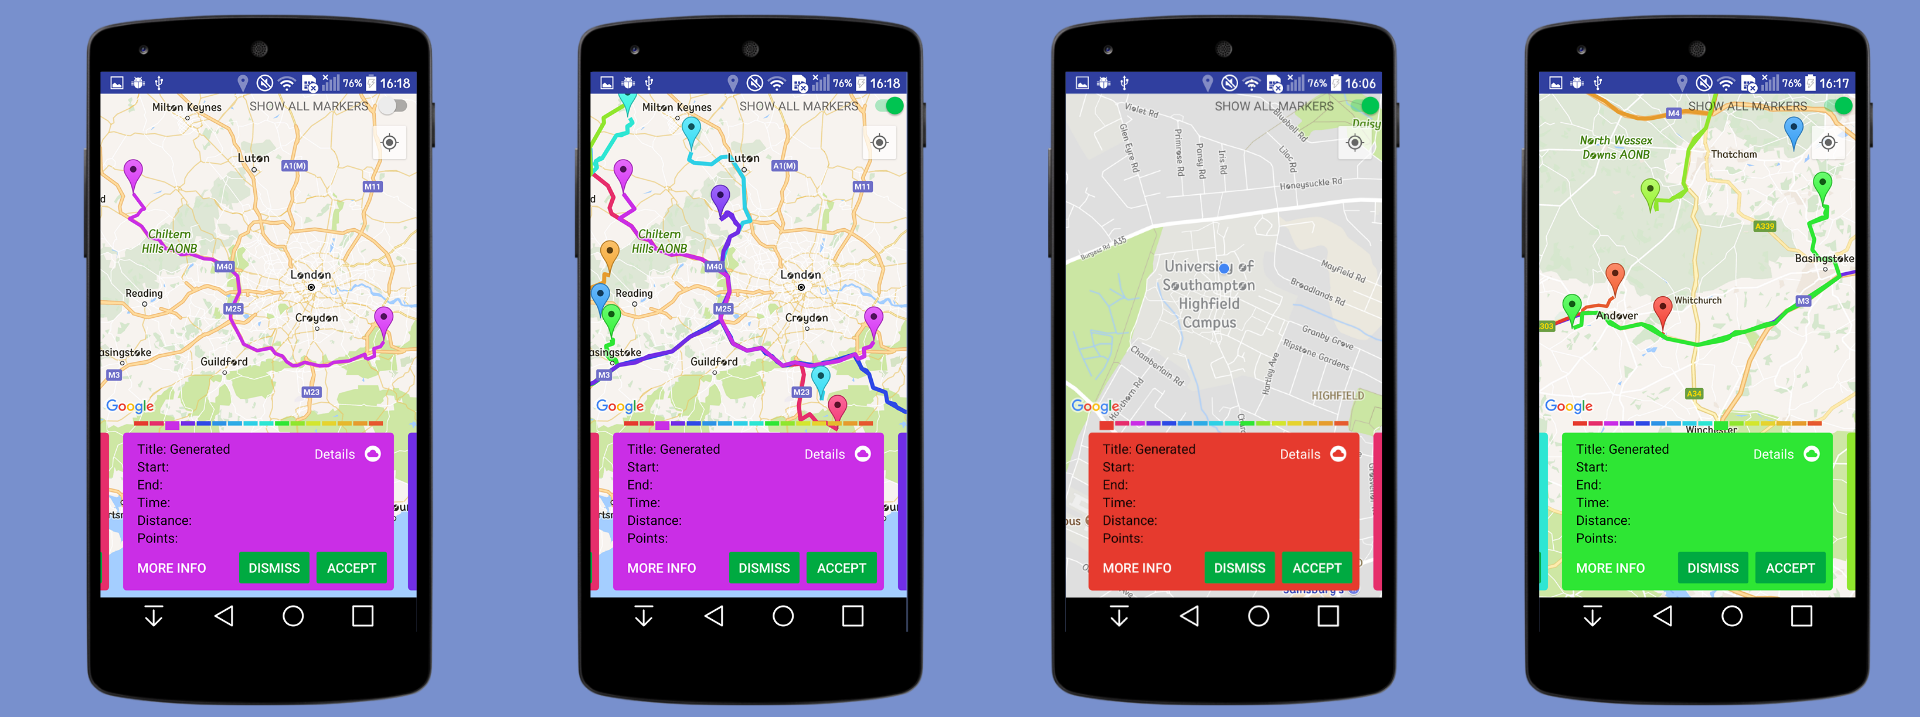 76% 16:18
Milton Keynes SHOW ALL MARKERS
Luton A1(M)
M11
d
Chiltern
Hills AONB
M40
London
Reading
M25
Croydon
asingstoke
Guildford
M3
M23
Google
Title: Generated
Details
Start:
End:
Time:
Distance:
Points:
MORE INFO DISMISS ACCEPT
76% 16:18
Milton Keynes SHOW ALL MARKERS
Luton A1(M)
M11
d
Chiltern
Hills AONB
M40
London
Reading
M25
Croydon
asingstoke
Guildford
M3
M23
Google
Title: Generated
Details
Start:
End:
Time:
Distance:
Points:
MORE INFO DISMISS ACCEPT
76% 16:06
SHOW ALL MARKERS
Violet Rd
Bluebell Rd
Daisy
Glen Eyre Rd
Primrose Rd
Pansy Rd
Iris Rd
Lilac Rd
Honeysuckle Rd
Burgess Rd A35
University of
Southampton
Highfield
Campus
Mayfield Rd
Broadlands Rd
Granby Grove
Ripstone Gardens
Chamberlain Rd
Hartley Ave
HIGHFIELD
Google
Title: Generated
Details
Start:
End:
Time:
Distance:
Points:
MORE INFO DISMISS ACCEPT
Sainsbury's
76% 16:17
SHOW ALL MARKERS
M4
North Wessex
Downs AONB
Thatcham
A339
Basingstoke
Whitchurch
M3
Andover
303
A34
Google
Winchester
Title: Generated
Details
Start:
End:
Time:
Distance:
Points:
MORE INFO DISMISS ACCEPT